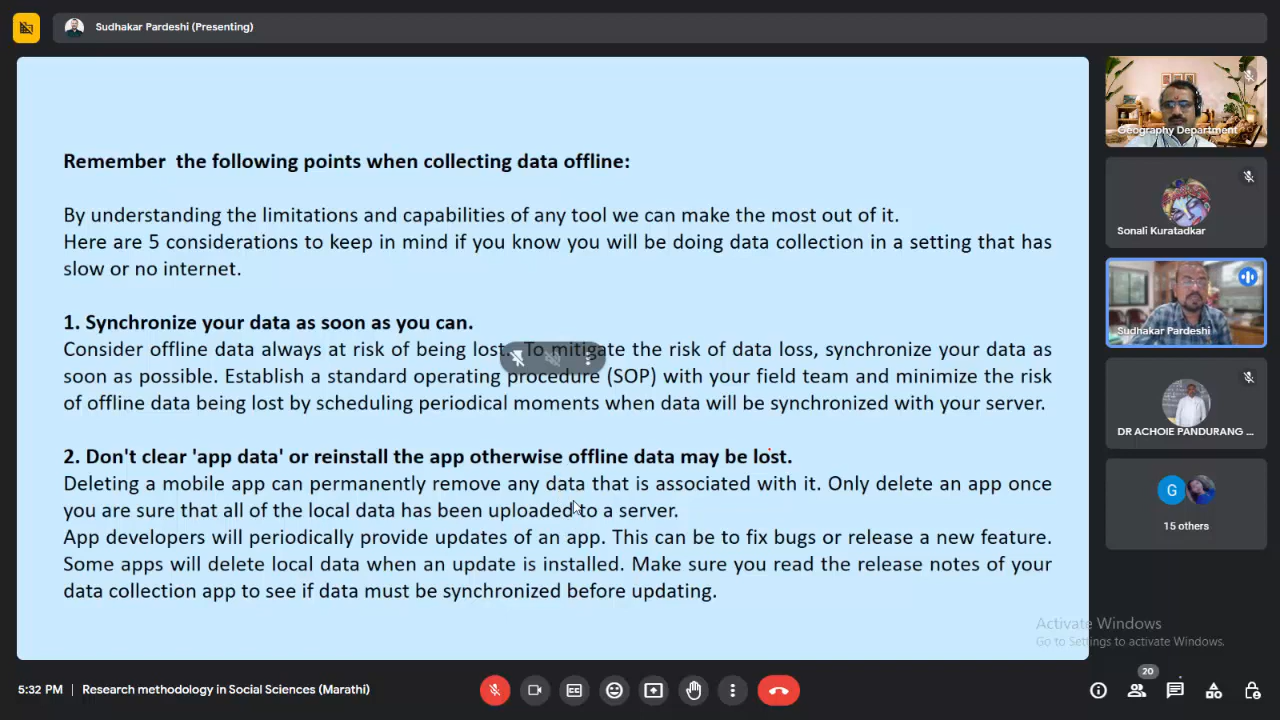 Sudhakar Pardeshi (Presenting)
Remember the following points when collecting data offline:
By understanding the limitations and capabilities of any tool we can make the most out of it.
Here are 5 considerations to keep in mind if you know you will be doing data collection in a setting that has
slow or no internet.
1. Synchronize your data as soon as you can.
Consider offline data always at risk of being lost. To mitigate the risk of data loss, synchronize your data as
soon as possible. Establish a standard operating procedure (SOP) with your field team and minimize the risk
of offline data being lost by scheduling periodical moments when data will be synchronized with your server.
2. Don't clear 'app data' or reinstall the app otherwise offline data may be lost.
Deleting a mobile app can permanently remove any data that is associated with it. Only delete an app once
you are sure that all of the local data has been uploaded to a server.
App developers will periodically provide updates of an app. This can be to fix bugs or release a new feature.
Some apps will delete local data when an update is installed. Make sure you read the release notes of your
data collection app to see if data must be synchronized before updating.
Geography Department
Sonali Kuratadkar
Sudhakar Pardeshi
DR ACHOIE PANDURANG ...
G
15 others
Activate Windows
Go to Settings to activate Windows.
5:32 PM | Research methodology in Social Sciences (Marathi)
20